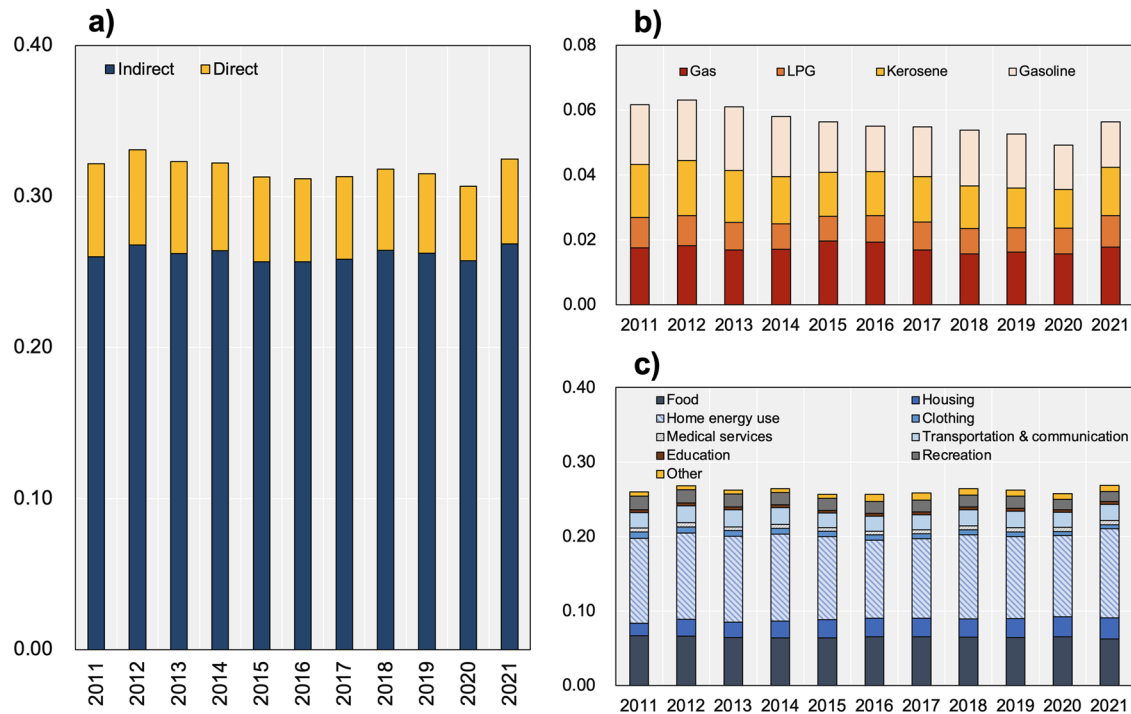 a)
0.40
Indirect Direct
0.30
0.20
0.10
0.00
2011 2012 2013 2014 2015 2016 2017 2018 2019 2020 2021
b)
0.08
Gas LPG Kerosene Gasoline
0.06
0.04
0.02
0.00
2011 2012 2013 2014 2015 2016 2017 2018 2019 2020 2021
c)
0.40
Food Housing
Home energy use Clothing
Medical services Transportation & communication
Education Recreation
Other
0.30
0.20
0.10
0.00
2011 2012 2013 2014 2015 2016 2017 2018 2019 2020 2021